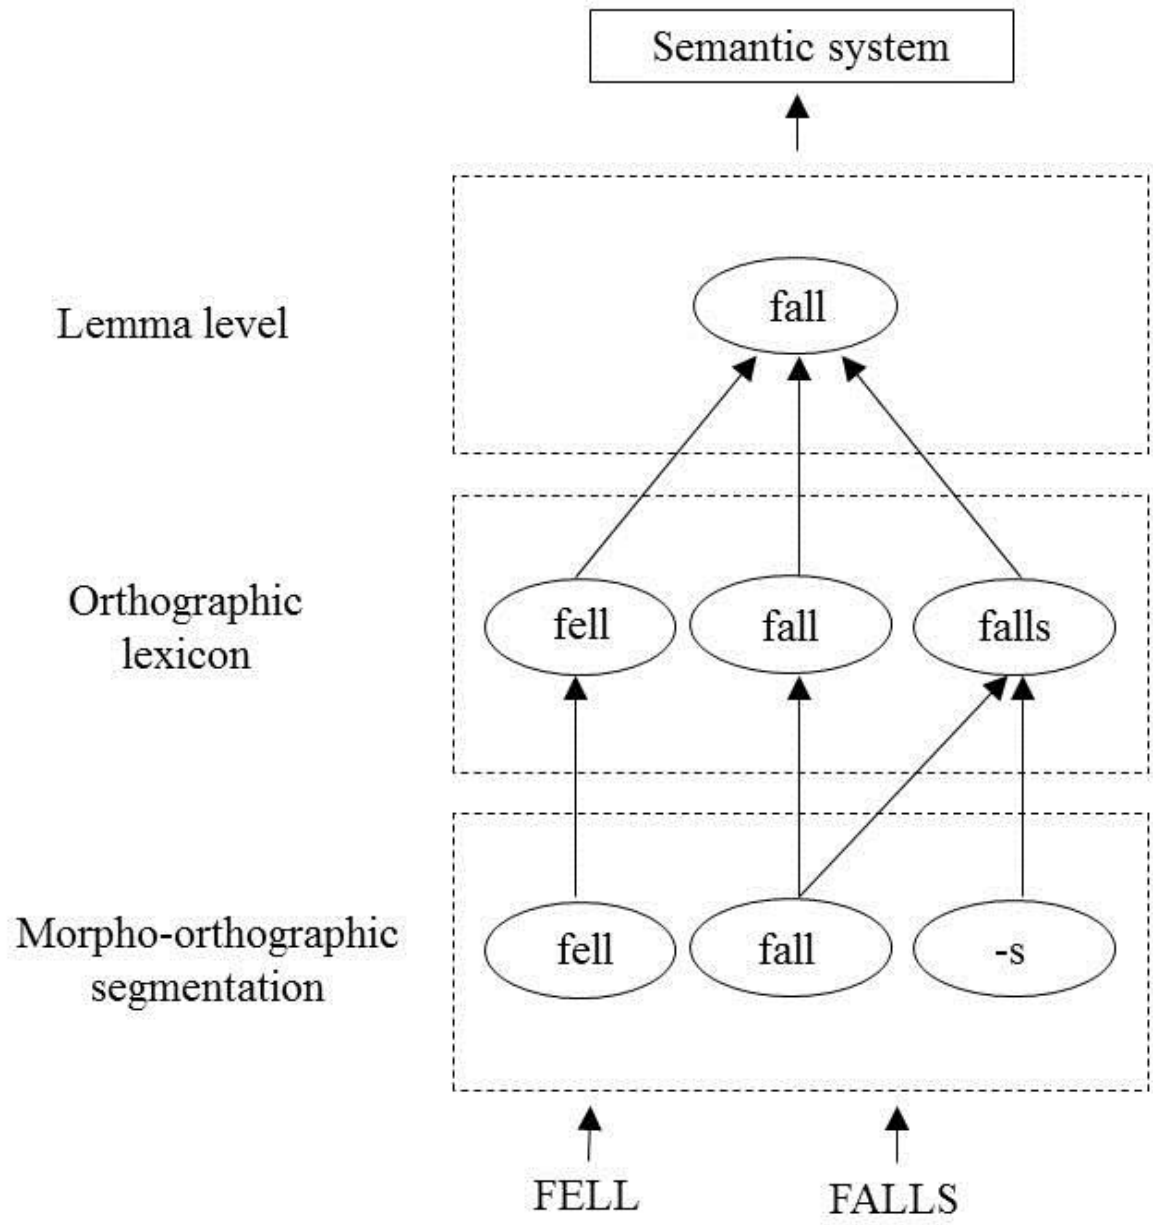 Semantic system
Lemma level
fall
Orthographic
lexicon
fell
fall
falls
Morpho-orthographic
segmentation
fell
fall
-s
FELL
FALLS